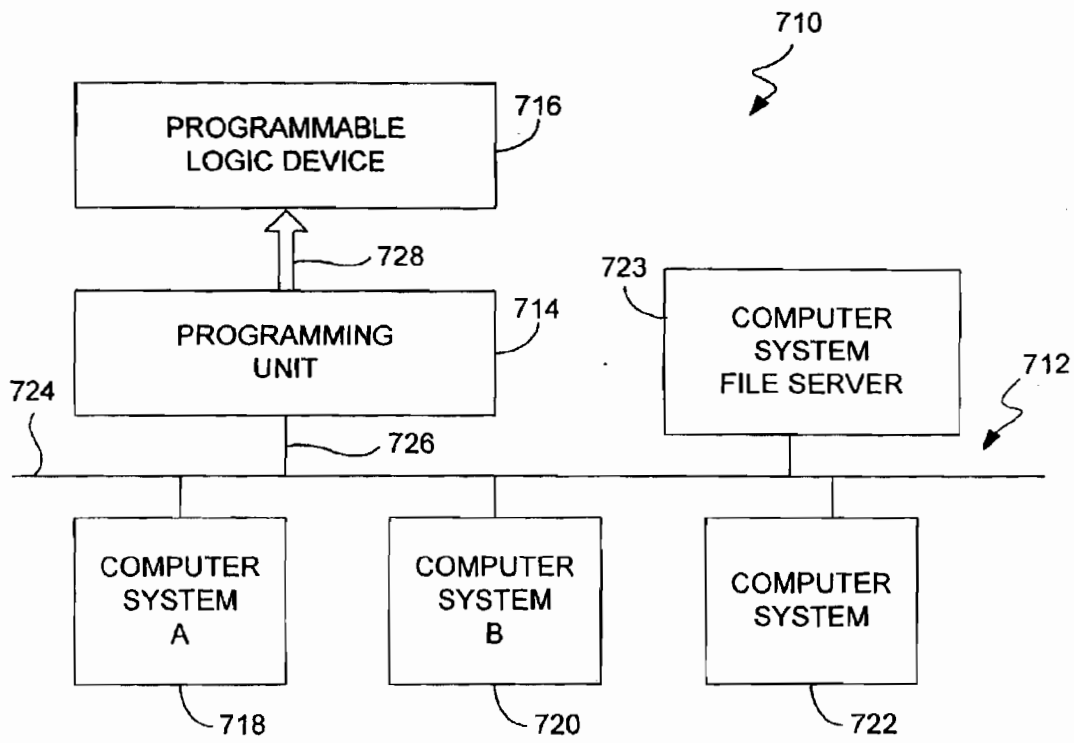 710
PROGRAMMABLE
LOGIC DEVICE
716
728
PROGRAMMING
UNIT
714
723
COMPUTER
SYSTEM
FILE SERVER
712
724
726
COMPUTER
SYSTEM
A
718
COMPUTER
SYSTEM
B
720
COMPUTER
SYSTEM
722